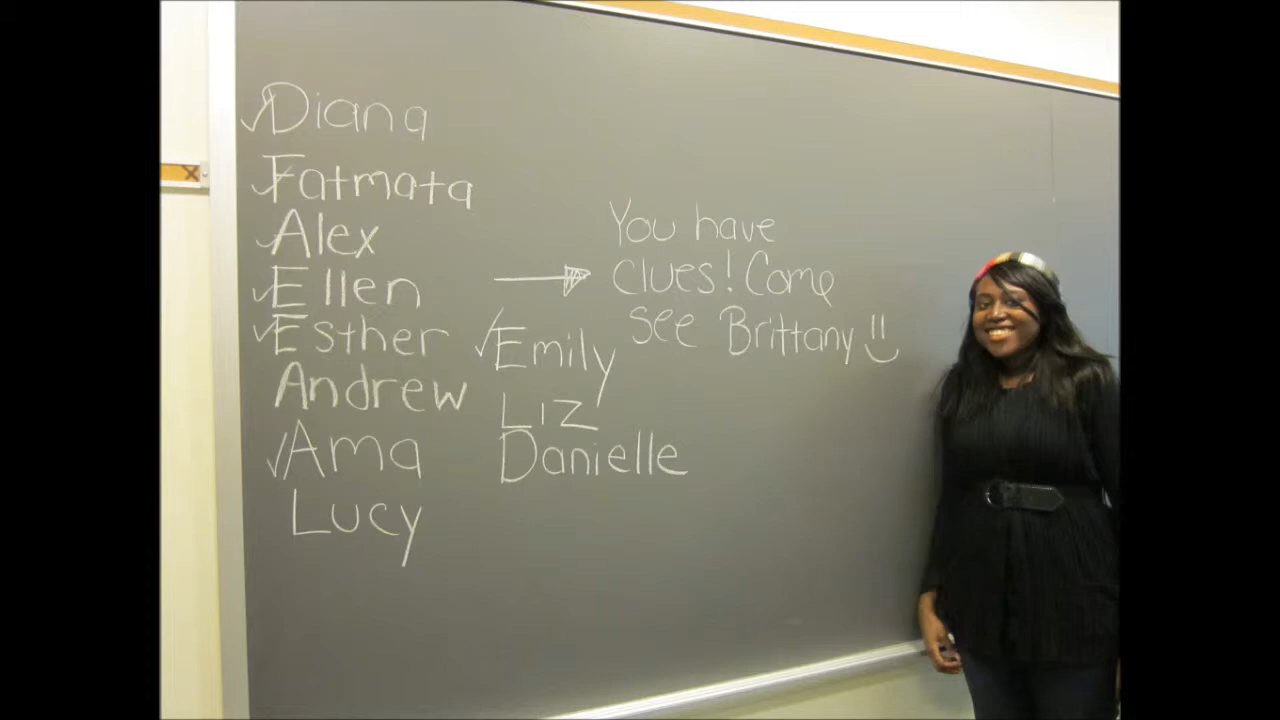 ✓Diana
✓Fatmata
✓Alex
✓Ellen
✓Esther
Andrew
✓Ama
Lucy
→ You have
clues! Come
see Brittany
✓Emily
Liz
Danielle